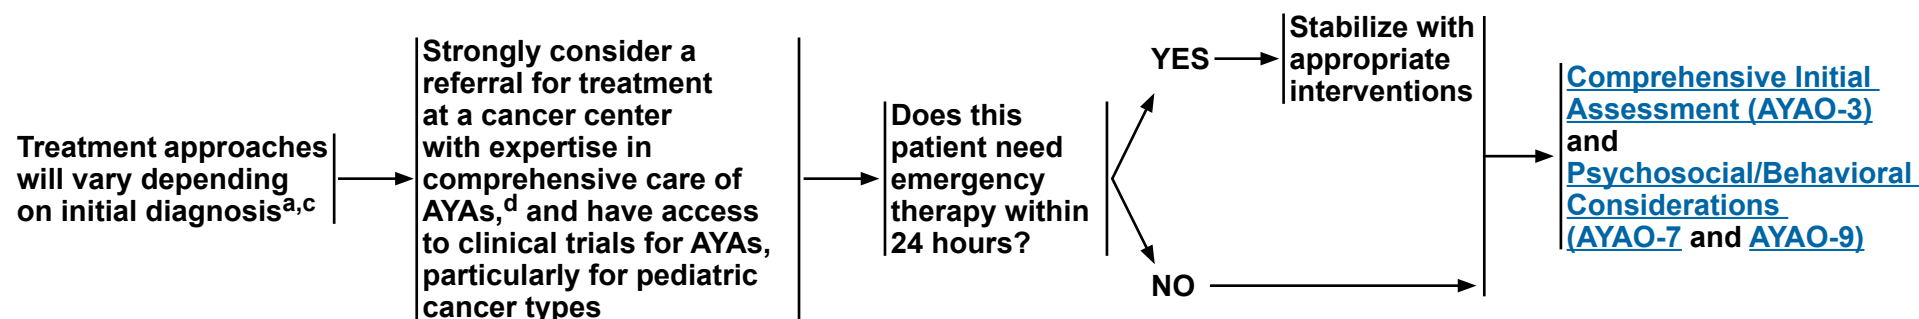 Treatment approaches
will vary depending
on initial diagnosisa,c
Strongly consider a
referral for treatment
at a cancer center
with expertise in
comprehensive care of
AYAs,d and have access
to clinical trials for AYAs,
particularly for pediatric
cancer types
Does this
patient need
emergency
therapy within
24 hours?
YES
Stabilize with
appropriate
interventions
NO
Comprehensive Initial
Assessment (AYAO-3)
and
Psychosocial/Behavioral
Considerations
(AYAO-7 and AYAO-9)